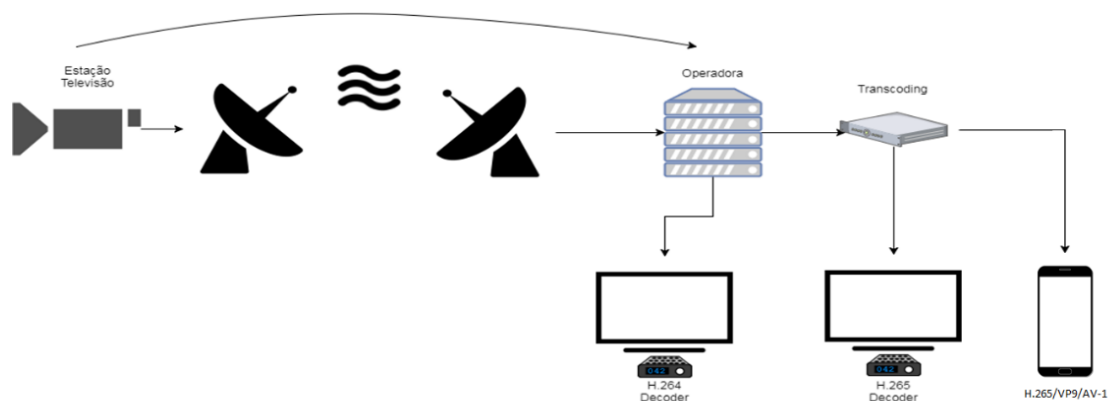 Estação
Televisão
Operadora
Transcoding
042
H.264
Decoder
042
H.265
Decoder
H.265/VP9/AV-1